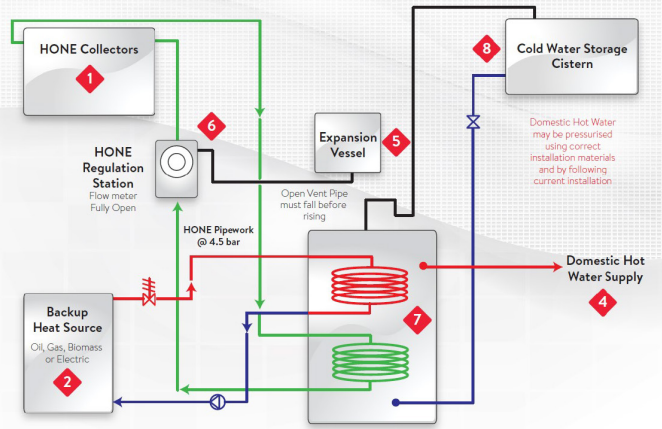 HONE Collectors
1
8
Cold Water Storage
Cistern
6
Expansion
Vessel
5
Domestic Hot Water
may be pressurised
using correct
installation materials
and by following
current installation
HONE
Regulation
Station
Flow meter
Fully Open
Open Vent Pipe
must fall before
rising
HONE Pipework
@ 4.5 bar
Domestic Hot
Water Supply
4
Backup
Heat Source
Oil, Gas, Biomass
or Electric
2
7